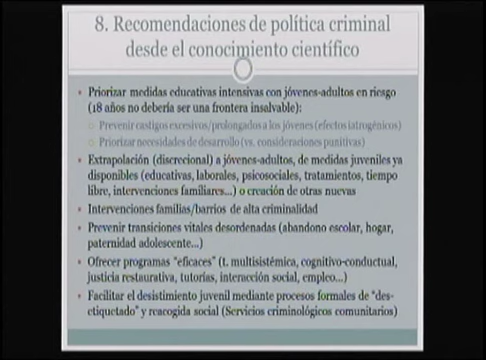 8. Recomendaciones de política criminal
desde el conocimiento científico
Priorizar medidas educativas intensivas con jóvenes-adultos en riesgo
(18 años no debería ser una frontera insalvable):
Prevenir castigos excesivos/prolongados a los jóvenes (efectos iatrogénicos)
Priorizar necesidades de desarrollo (vs. consideraciones punitivas)
Extrapolación (discrecional) a jóvenes-adultos, de medidas juveniles ya
disponibles (educativas, laborales, psicosociales, tratamientos, tiempo
libre, intervenciones familiares...) o creación de otras nuevas
Intervenciones familias/barrios de alta criminalidad
Prevenir transiciones vitales desordenadas (abandono escolar, hogar,
paternidad adolescente...)
Ofrecer programas "eficaces" (t. multisistémica, cognitivo-conductual,
justicia restaurativa, tutorías, interacción social, empleo...)
Facilitar el desistimiento juvenil mediante procesos formales de "des-
etiquetado" y reacogida social (Servicios criminológicos comunitarios)